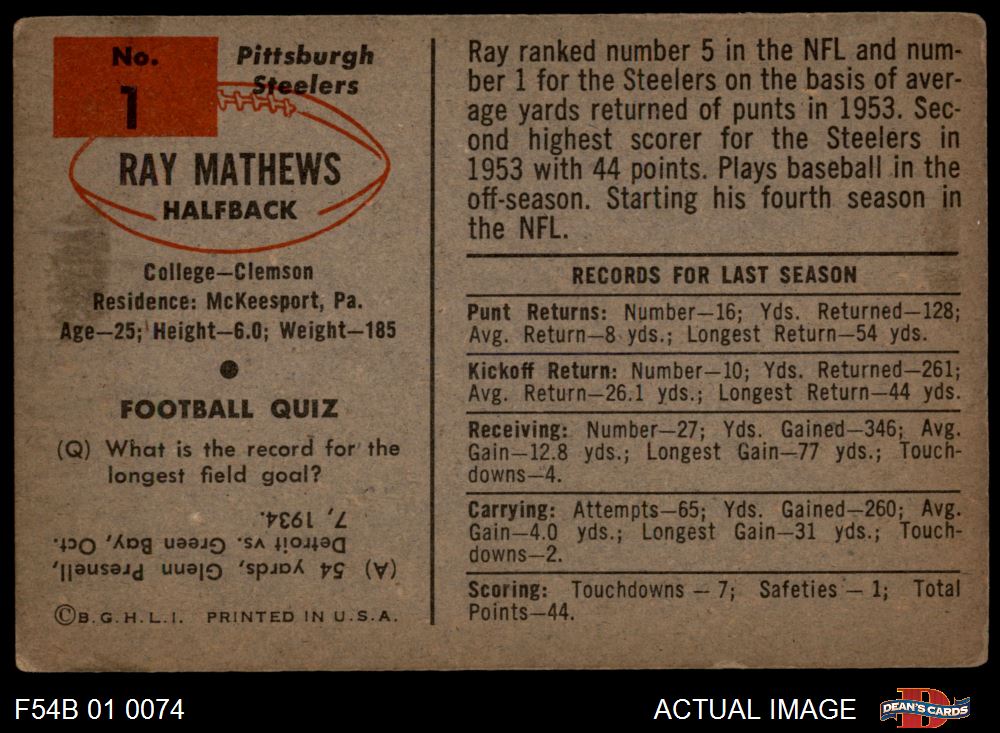 No.
1
Pittsburgh
Steelers
RAY MATHEWS
HALFBACK
College—Clemson
Residence: McKeesport, Pa.
Age—25; Height—6.0; Weight—185
FOOTBALL QUIZ
(Q) What is the record for the
longest field goal?
(A) 54 yards, Glenn Presnell,
Detroit vs. Green Bay, Oct.
7, 1934.
©B.G.H.L.I. PRINTED IN U.S.A.
Ray ranked number 5 in the NFL and num-
ber 1 for the Steelers on the basis of aver-
age yards returned of punts in 1953. Sec-
ond highest scorer for the Steelers in
1953 with 44 points. Plays baseball in the
off-season. Starting his fourth season in
the NFL.
RECORDS FOR LAST SEASON
Punt Returns: Number—16; Yds. Returned—128;
Avg. Return—8 yds.; Longest Return—54 yds.
Kickoff Return: Number—10; Yds. Returned—261;
Avg. Return—26.1 yds.; Longest Return—44 yds.
Receiving: Number—27; Yds. Gained—346; Avg.
Gain—12.8 yds.; Longest Gain—77 yds.; Touch-
downs—4.
Carrying: Attempts—65; Yds. Gained—260; Avg.
Gain—4.0 yds.; Longest Gain—31 yds.; Touch-
downs—2.
Scoring: Touchdowns — 7; Safeties — 1; Total
Points—44.
F54B 01 0074
ACTUAL IMAGE
DEAN'S CARDS